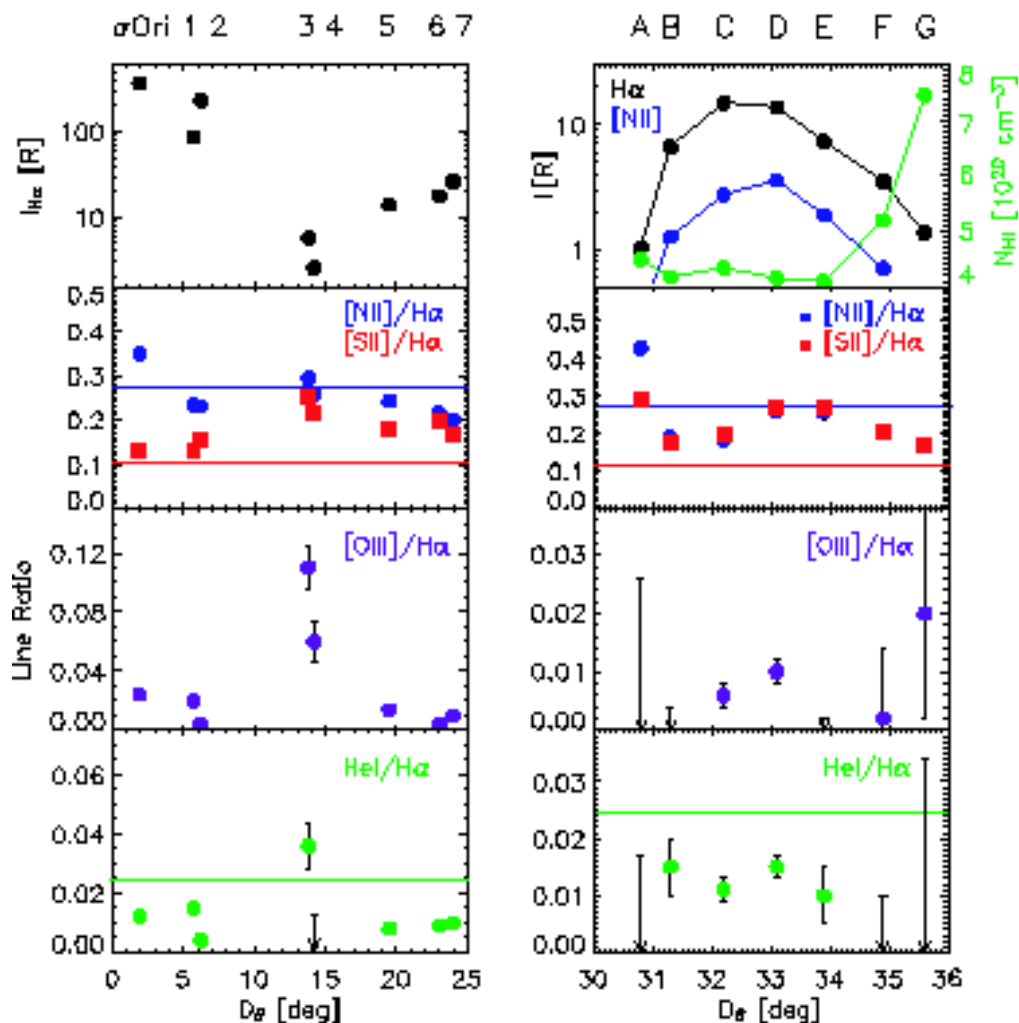 σOri 1 2 3 4 5 6 7
A B C D E F G
I_Hα [R]
100
10
I [R]
10
1
Hα
[NII]
N_HI [10^20 cm^-2]
8
7
6
5
4
[NII]/Hα
[SII]/Hα
0.5
0.4
0.3
0.2
0.1
0.0
[NII]/Hα
[SII]/Hα
0.5
0.4
0.3
0.2
0.1
0.0
Line Ratio
[OIII]/Hα
0.12
0.08
0.04
0.00
[OIII]/Hα
0.03
0.02
0.01
0.00
HeI/Hα
0.06
0.04
0.02
0.00
HeI/Hα
0.03
0.02
0.01
0.00
0 5 10 15 20 25
D_θ [deg]
30 31 32 33 34 35 36
D_θ [deg]